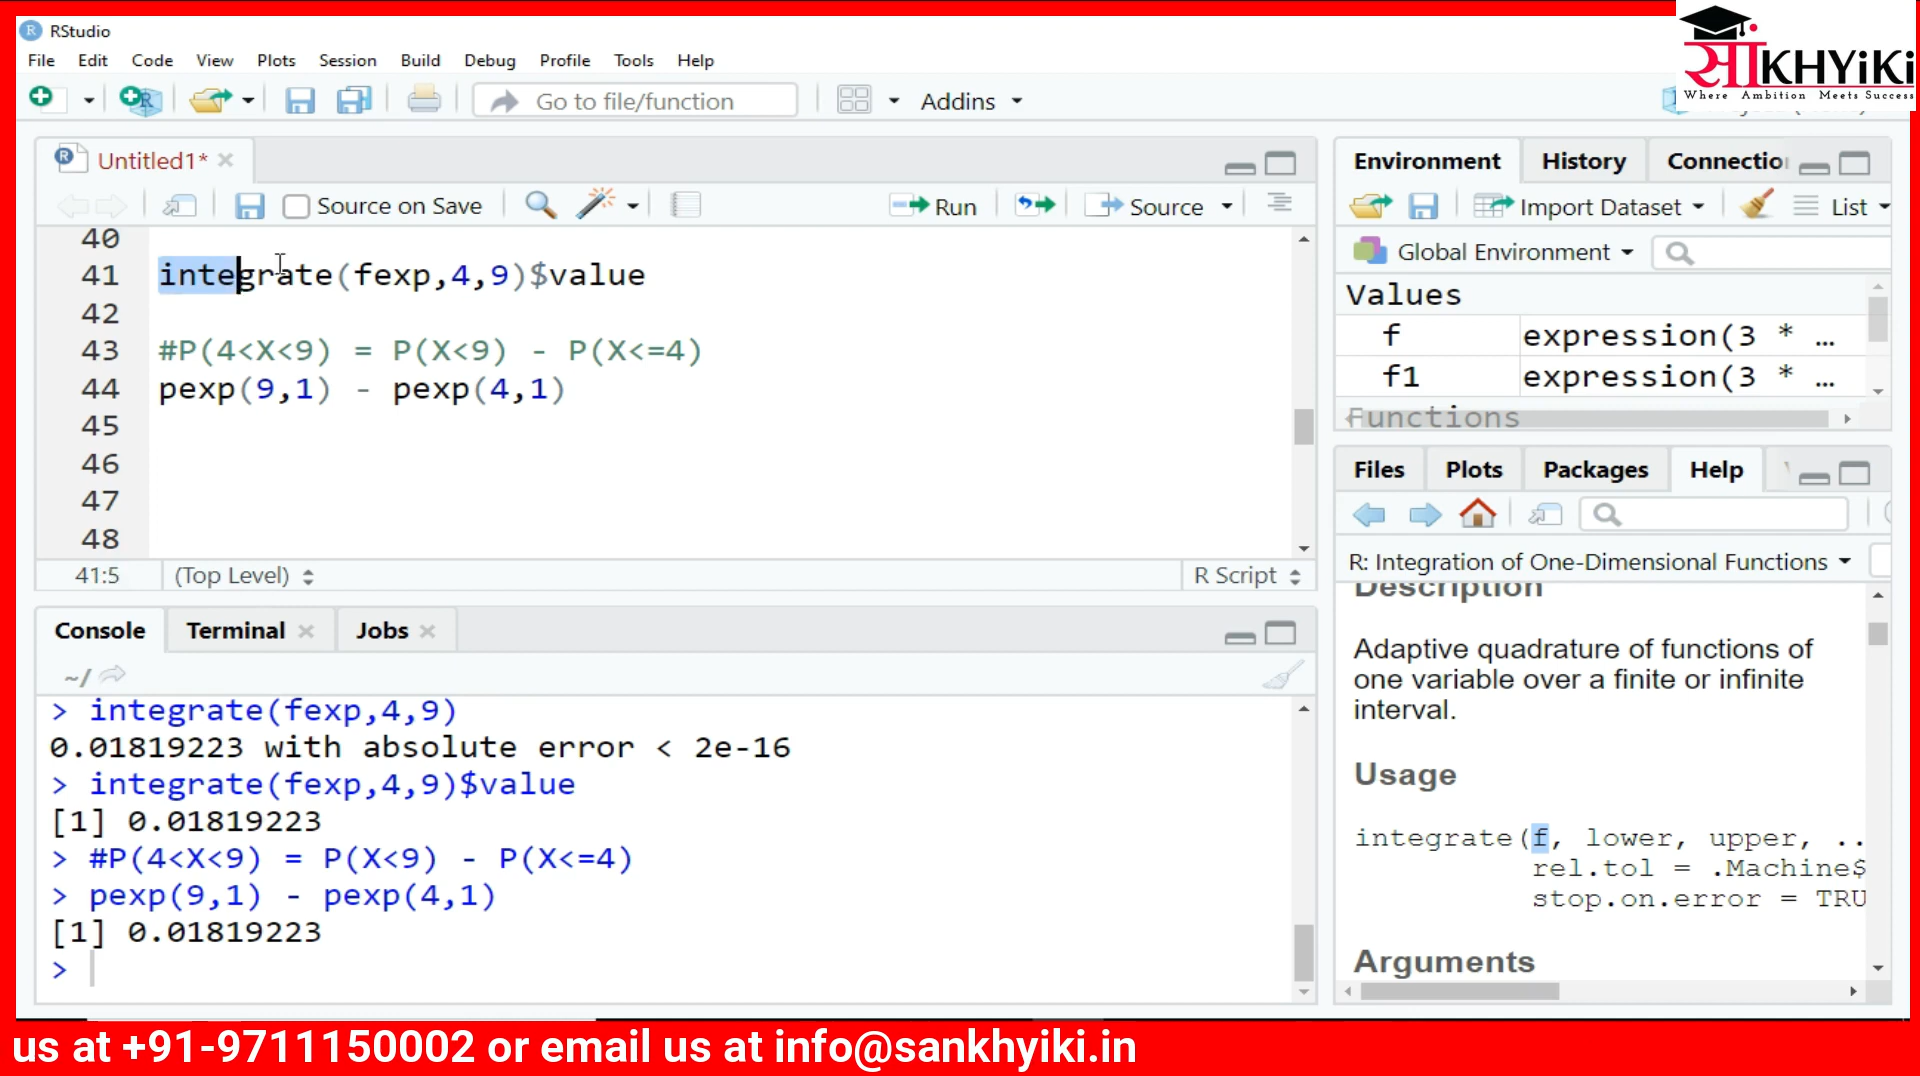 RStudio
File Edit Code View Plots Session Build Debug Profile Tools Help
साँKHYiKi
Where Ambition Meets Success
Go to file/function Addins
Untitled1*
Source on Save Run Source
40
41 integrate(fexp,4,9)$value
42
43 #P(4<X<9) = P(X<9) - P(X<=4)
44 pexp(9,1) - pexp(4,1)
45
46
47
48
41:5 (Top Level) R Script
Console Terminal Jobs
~/
> integrate(fexp,4,9)
0.01819223 with absolute error < 2e-16
> integrate(fexp,4,9)$value
[1] 0.01819223
> #P(4<X<9) = P(X<9) - P(X<=4)
> pexp(9,1) - pexp(4,1)
[1] 0.01819223
>
Environment History Connectio
Import Dataset List
Global Environment
Values
f expression(3 * ...
f1 expression(3 * ...
Functions
Files Plots Packages Help
R: Integration of One-Dimensional Functions
Description
Adaptive quadrature of functions of
one variable over a finite or infinite
interval.
Usage
integrate(f, lower, upper, ..
rel.tol = .Machine$
stop.on.error = TRU
Arguments
us at +91-9711150002 or email us at info@sankhyiki.in